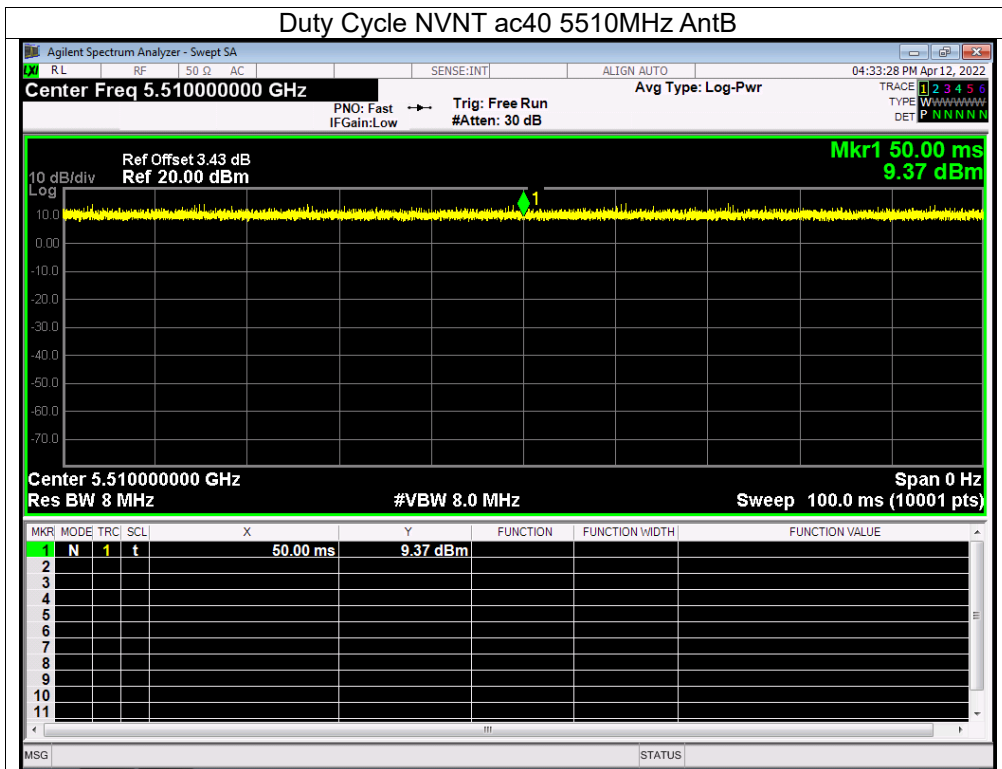 Duty Cycle NVNT ac40 5510MHz AntB
Agilent Spectrum Analyzer - Swept SA
LXI RL RF 50 Ω AC SENSE:INT ALIGN AUTO 04:33:28 PM Apr 12, 2022
Center Freq 5.510000000 GHz Avg Type: Log-Pwr TRACE 1 2 3 4 5 6
PNO: Fast Trig: Free Run TYPE WWWWWW
IFGain:Low #Atten: 30 dB DET P N N N N N
Mkr1 50.00 ms
Ref Offset 3.43 dB
10 dB/div Ref 20.00 dBm 9.37 dBm
Log
1
10.0
0.00
-10.0
-20.0
-30.0
-40.0
-50.0
-60.0
-70.0
Center 5.510000000 GHz Span 0 Hz
Res BW 8 MHz #VBW 8.0 MHz Sweep 100.0 ms (10001 pts)
MKR MODE TRC SCL X Y FUNCTION FUNCTION WIDTH FUNCTION VALUE
1 N 1 t 50.00 ms 9.37 dBm
2
3
4
5
6
7
8
9
10
11
MSG STATUS